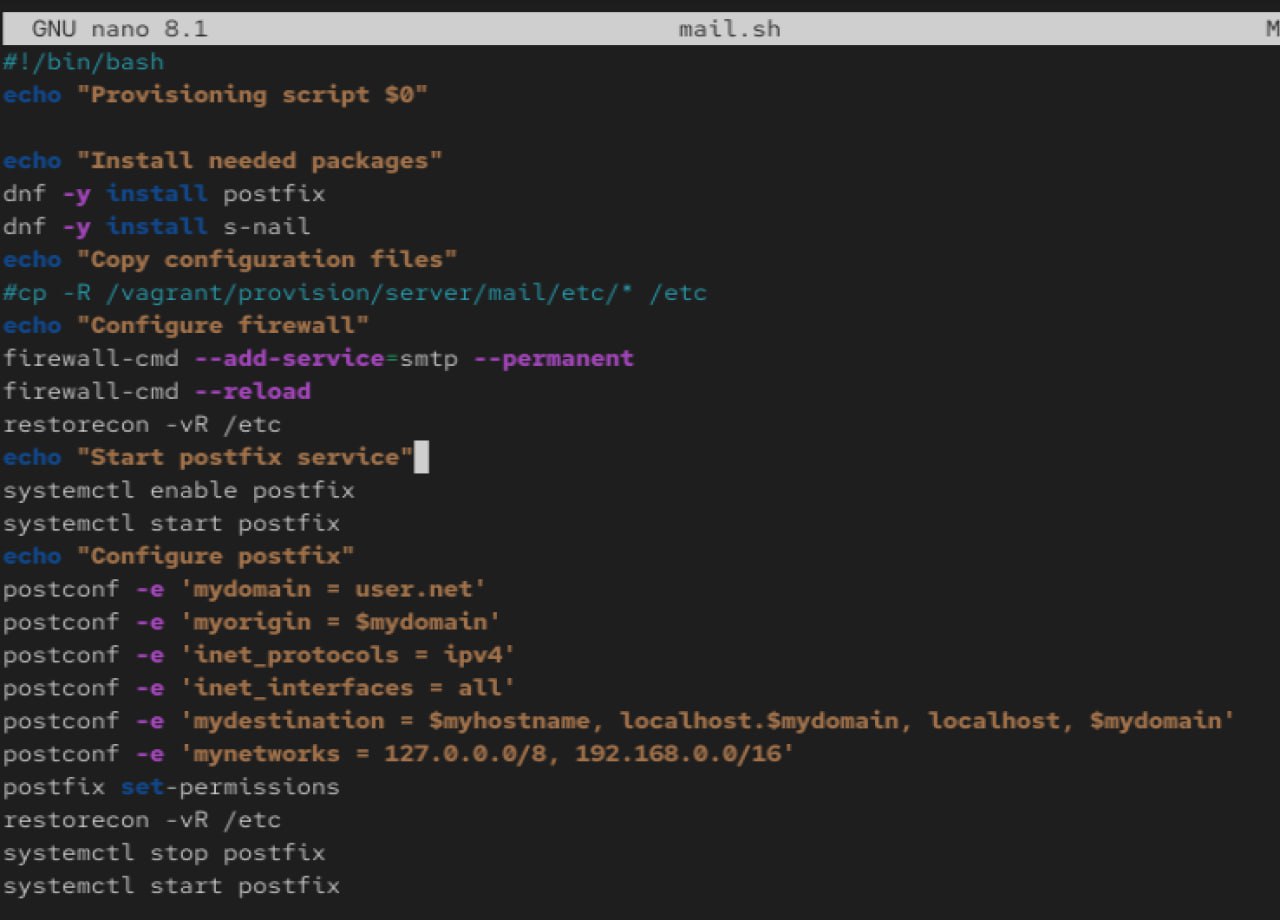 GNU nano 8.1 mail.sh M
#!/bin/bash
echo "Provisioning script $0"
echo "Install needed packages"
dnf -y install postfix
dnf -y install s-nail
echo "Copy configuration files"
#cp -R /vagrant/provision/server/mail/etc/* /etc
echo "Configure firewall"
firewall-cmd --add-service=smtp --permanent
firewall-cmd --reload
restorecon -vR /etc
echo "Start postfix service"
systemctl enable postfix
systemctl start postfix
echo "Configure postfix"
postconf -e 'mydomain = user.net'
postconf -e 'myorigin = $mydomain'
postconf -e 'inet_protocols = ipv4'
postconf -e 'inet_interfaces = all'
postconf -e 'mydestination = $myhostname, localhost.$mydomain, localhost, $mydomain'
postconf -e 'mynetworks = 127.0.0.0/8, 192.168.0.0/16'
postfix set-permissions
restorecon -vR /etc
systemctl stop postfix
systemctl start postfix